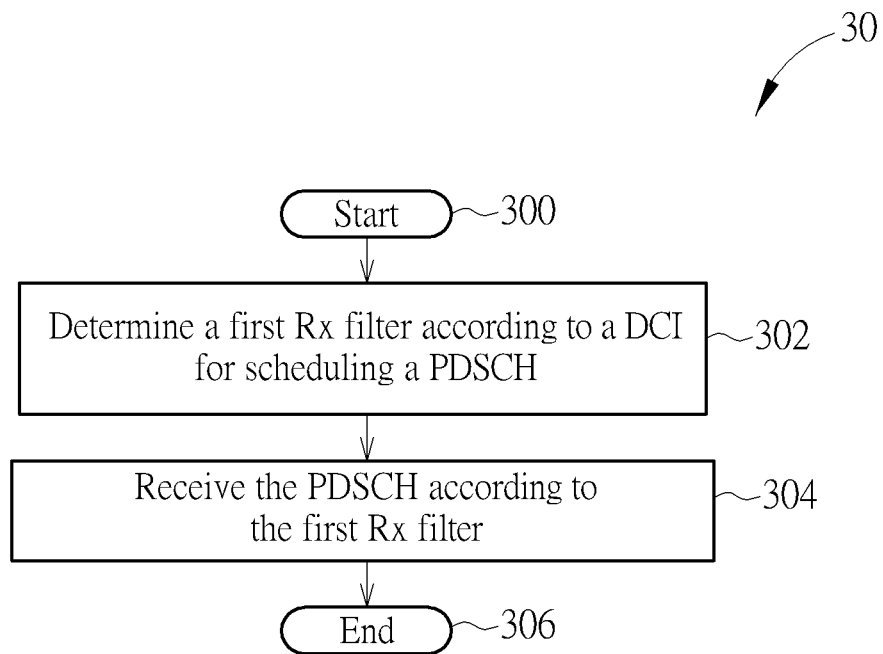 30
Start
300
Determine a first Rx filter according to a DCI
for scheduling a PDSCH
302
Receive the PDSCH according to
the first Rx filter
304
End
306